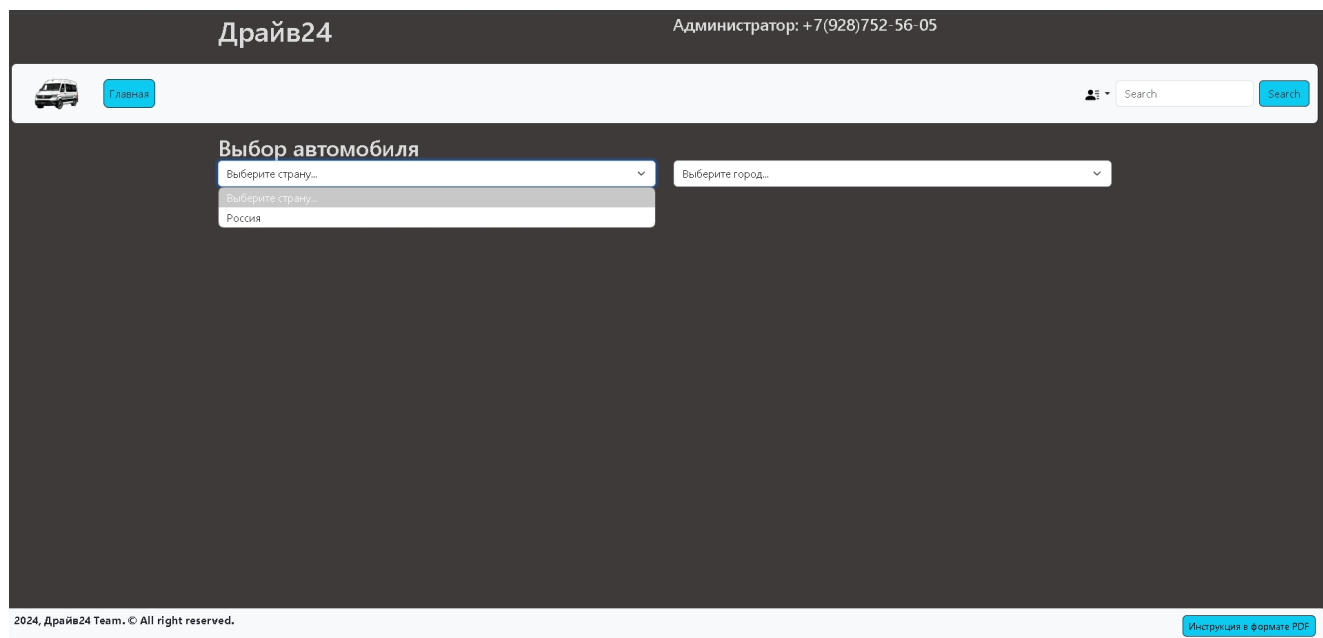 Драйв24
Администратор: +7(928)752-56-05
Главная
Search
Search
Выбор автомобиля
Выберите страну...
Выберите город...
Выберите страну...
Россия
2024, Драйв24 Team. © All right reserved.
Инструкция в формате PDF